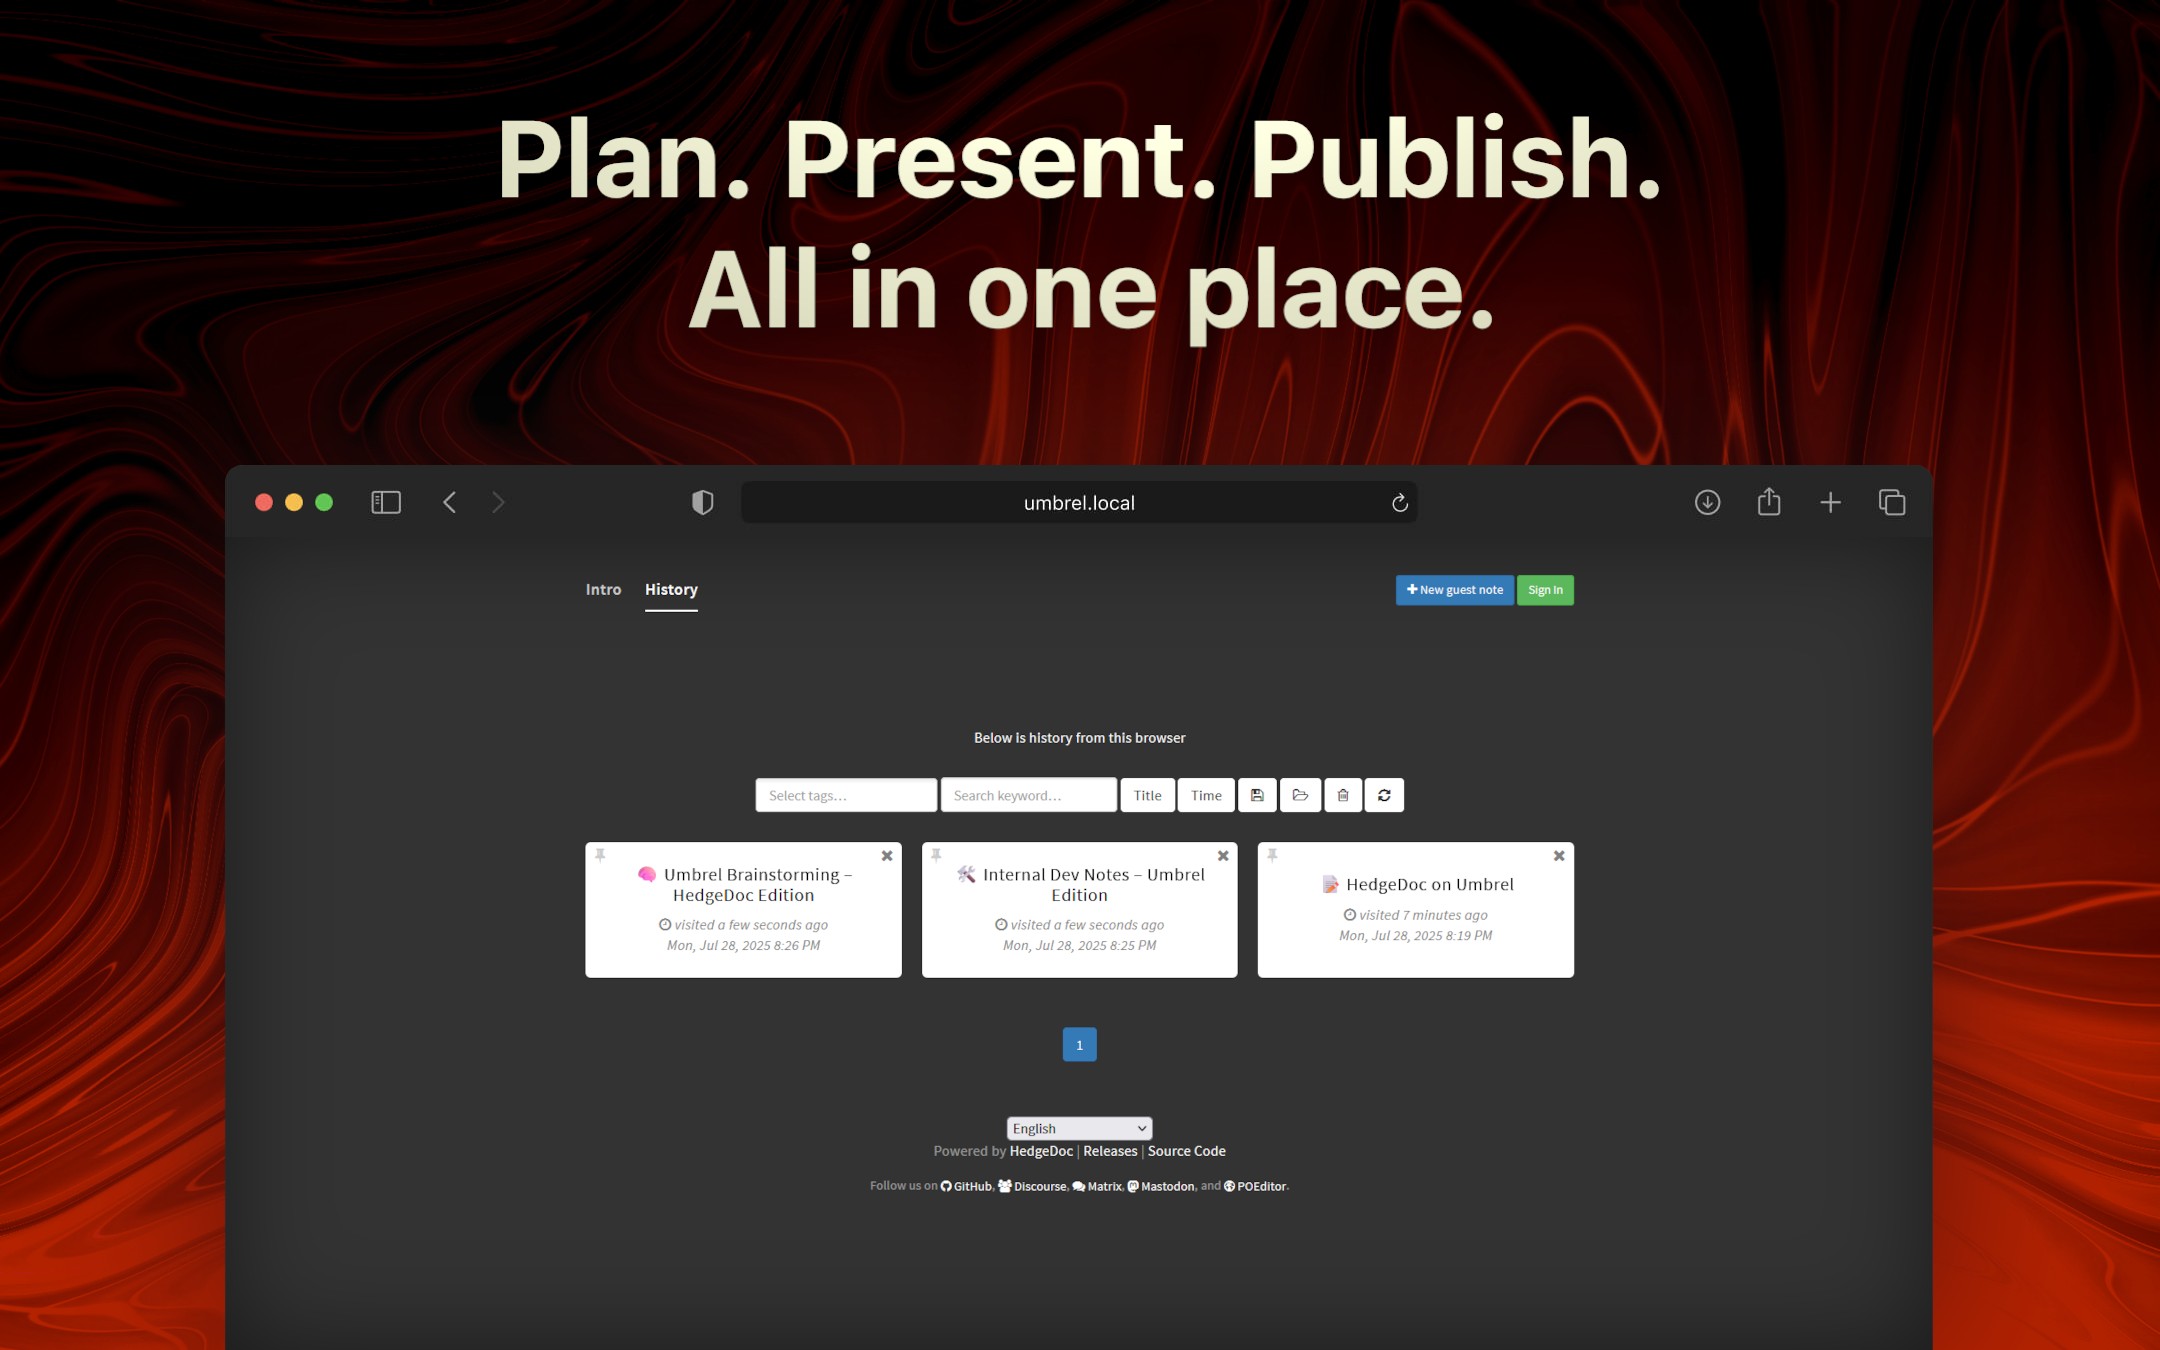 Plan. Present. Publish.
All in one place.
umbrel.local
Intro
History
New guest note
Sign In
Below is history from this browser
Select tags...
Search keyword...
Title
Time
Umbrel Brainstorming –
HedgeDoc Edition
visited a few seconds ago
Mon, Jul 28, 2025 8:26 PM
Internal Dev Notes – Umbrel
Edition
visited a few seconds ago
Mon, Jul 28, 2025 8:25 PM
HedgeDoc on Umbrel
visited 7 minutes ago
Mon, Jul 28, 2025 8:19 PM
1
English
Powered by HedgeDoc | Releases | Source Code
Follow us on GitHub, Discourse, Matrix, Mastodon, and POEditor.